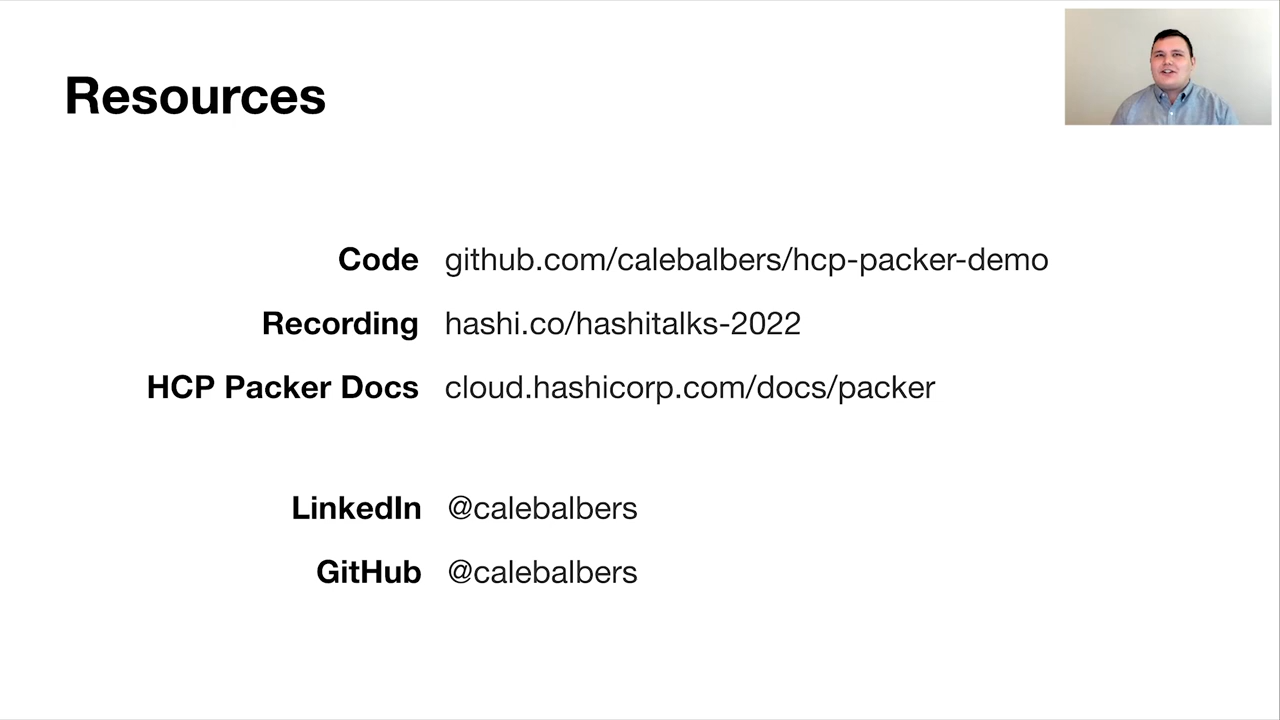 Resources
Code github.com/calebalbers/hcp-packer-demo
Recording hashi.co/hashitalks-2022
HCP Packer Docs cloud.hashicorp.com/docs/packer
LinkedIn @calebalbers
GitHub @calebalbers